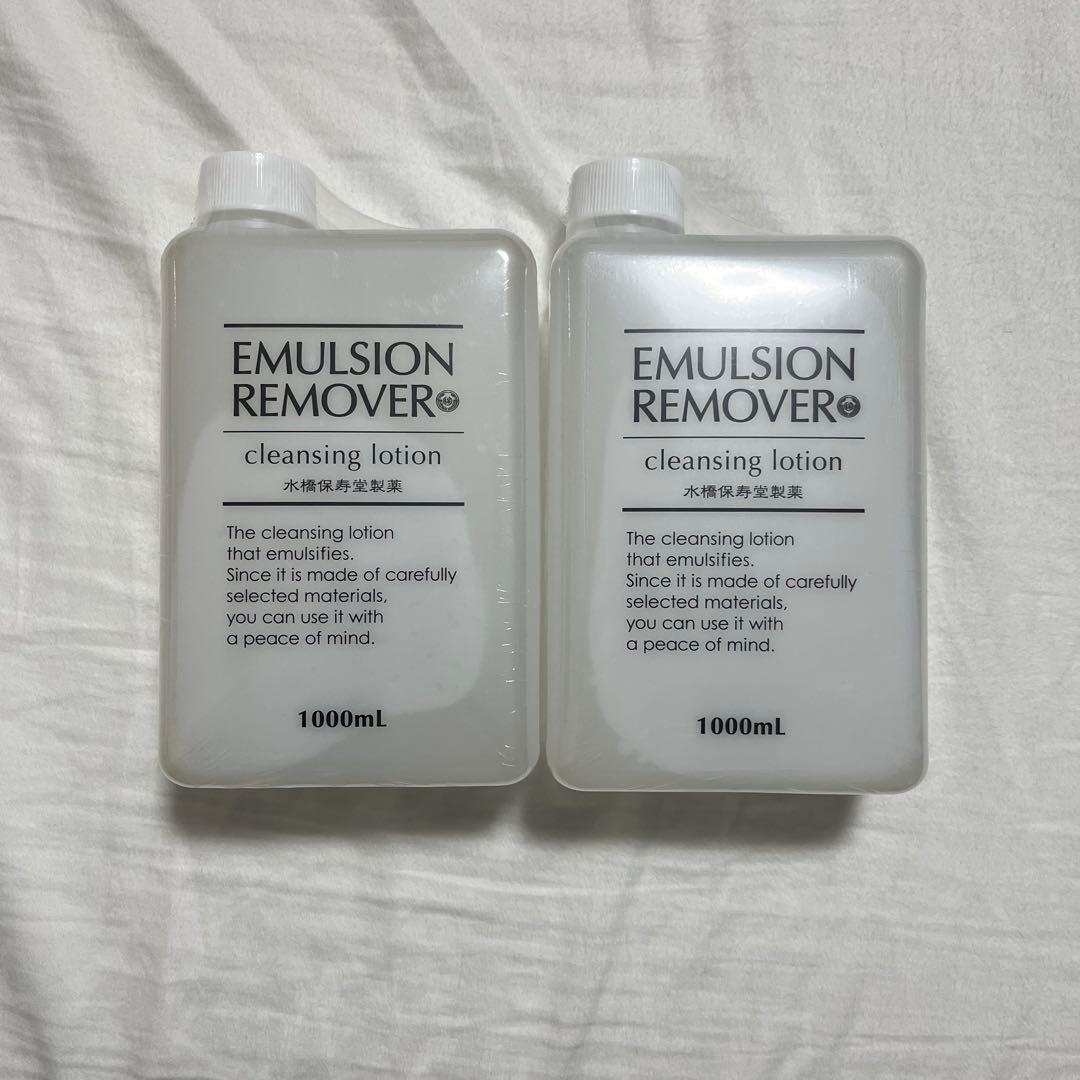 EMULSION
REMOVER
cleansing lotion
水橋保寿堂製薬
The cleansing lotion
that emulsifies.
Since it is made of carefully
selected materials,
you can use it with
a peace of mind.
1000mL
EMULSION
REMOVER
cleansing lotion
水橋保寿堂製薬
The cleansing lotion
that emulsifies.
Since it is made of carefully
selected materials,
you can use it with
a peace of mind.
1000mL